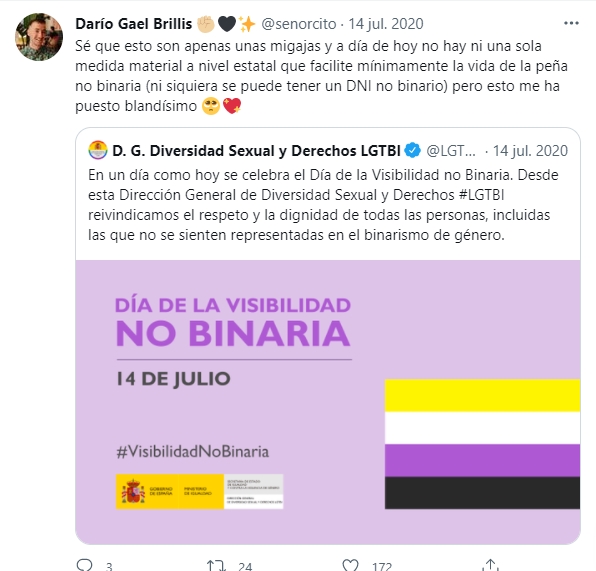 Darío Gael Brillis ✊🏼🖤✨ @senorcito · 14 jul. 2020
Sé que esto son apenas unas migajas y a día de hoy no hay ni una sola
medida material a nivel estatal que facilite mínimamente la vida de la peña
no binaria (ni siquiera se puede tener un DNI no binario) pero esto me ha
puesto blandísimo 🥺💖
D. G. Diversidad Sexual y Derechos LGTBI @LGT... · 14 jul. 2020
En un día como hoy se celebra el Día de la Visibilidad no Binaria. Desde
esta Dirección General de Diversidad Sexual y Derechos #LGTBI
reivindicamos el respeto y la dignidad de todas las personas, incluidas
las que no se sienten representadas en el binarismo de género.
DÍA DE LA VISIBILIDAD
NO BINARIA
14 DE JULIO
#VisibilidadNoBinaria
GOBIERNO
DE ESPAÑA
MINISTERIO
DE IGUALDAD
3 24 172